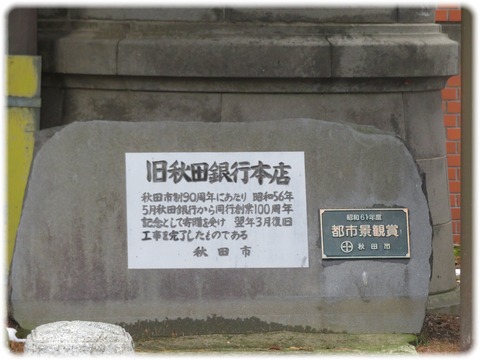 旧秋田銀行本店
秋田市制90周年にあたり 昭和56年
5月秋田銀行から同行創業100周年
記念として寄贈を受け 翌年3月復旧
工事を完了したものである
秋田市
昭和61年度
都市景観賞
秋田市